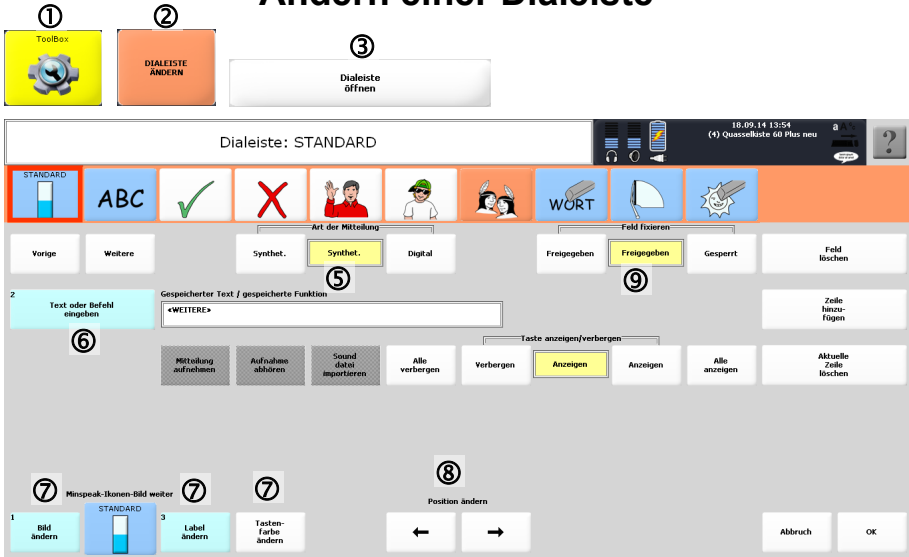 Ändern einer Dialeiste
① ② ③
ToolBox
DIALEISTE
ÄNDERN
Dialeiste
öffnen
Dialeiste: STANDARD
18.09.14 13:54
(4) Quasselkiste 60 Plus neu
a A
?
STANDARD
ABC
WORT
Art der Mitteilung
Feld fixieren
Vorige
Weitere
Synthet.
Synthet.
Digital
Freigegeben
Freigegeben
Gesperrt
Feld
löschen
⑤
⑨
2
Text oder Befehl
eingeben
⑥
Gespeicherter Text / gespeicherte Funktion
«WEITERE»
Zeile
hinzu-
fügen
Taste anzeigen/verbergen
Mitteilung
aufnehmen
Aufnahme
abhören
Sound
datei
importieren
Alle
verbergen
Verbergen
Anzeigen
Anzeigen
Alle
anzeigen
Aktuelle
Zeile
löschen
⑦ ⑦ ⑦ ⑧
Minspeak-Ikonen-Bild weiter
Position ändern
1
Bild
ändern
STANDARD
3
Label
ändern
Tasten-
farbe
ändern
← →
Abbruch
OK